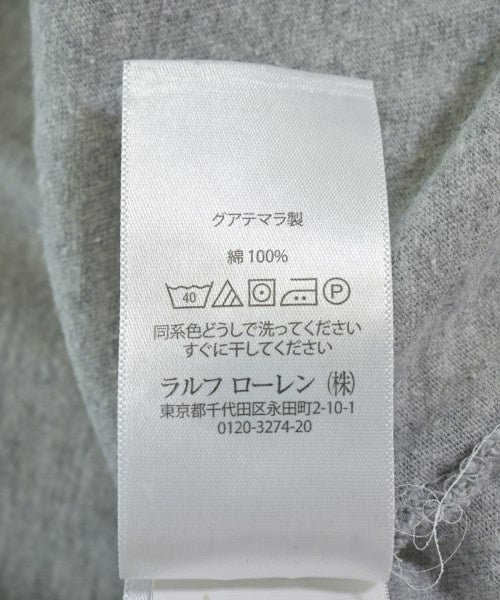 グアテマラ製
綿 100%
40 P
同系色どうしで洗ってください
すぐに干してください
ラルフ ローレン (株)
東京都千代田区永田町2-10-1
0120-3274-20